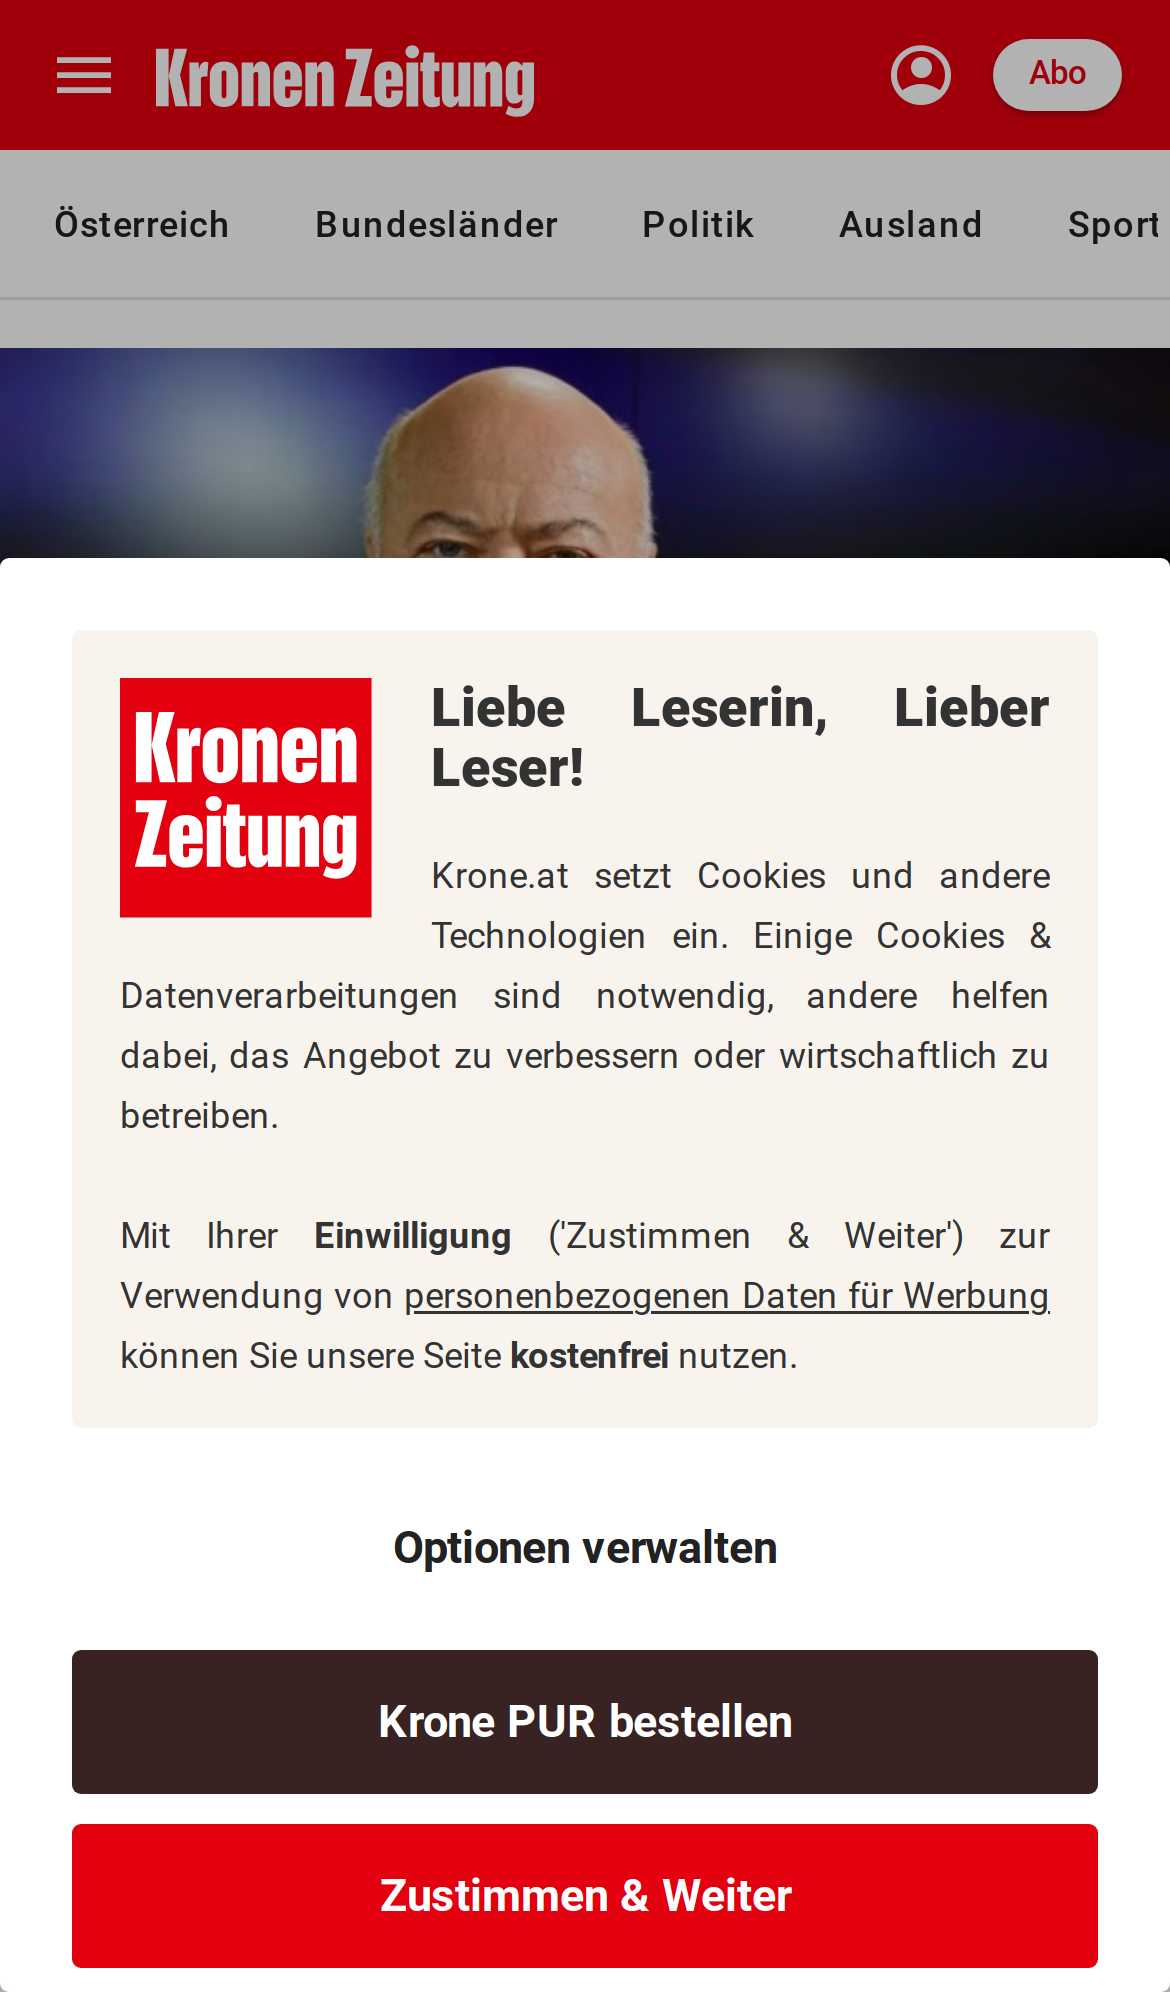 Kronen Zeitung
Abo
Österreich Bundesländer Politik Ausland Sport
Kronen
Zeitung
Liebe Leserin, Lieber
Leser!
Krone.at setzt Cookies und andere
Technologien ein. Einige Cookies &
Datenverarbeitungen sind notwendig, andere helfen
dabei, das Angebot zu verbessern oder wirtschaftlich zu
betreiben.
Mit Ihrer Einwilligung ('Zustimmen & Weiter') zur
Verwendung von personenbezogenen Daten für Werbung
können Sie unsere Seite kostenfrei nutzen.
Optionen verwalten
Krone PUR bestellen
Zustimmen & Weiter